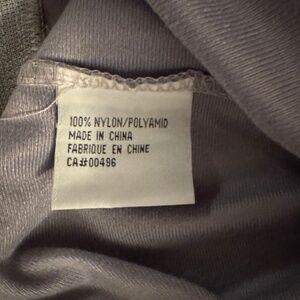 100% NYLON/POLYAMID
MADE IN CHINA
FABRIQUE EN CHINE
CA#00496